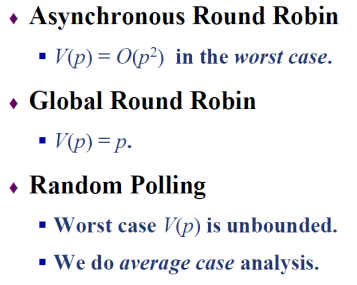 ♦ Asynchronous Round Robin
▪ V(p) = O(p²) in the worst case.
♦ Global Round Robin
▪ V(p) = p.
♦ Random Polling
▪ Worst case V(p) is unbounded.
▪ We do average case analysis.